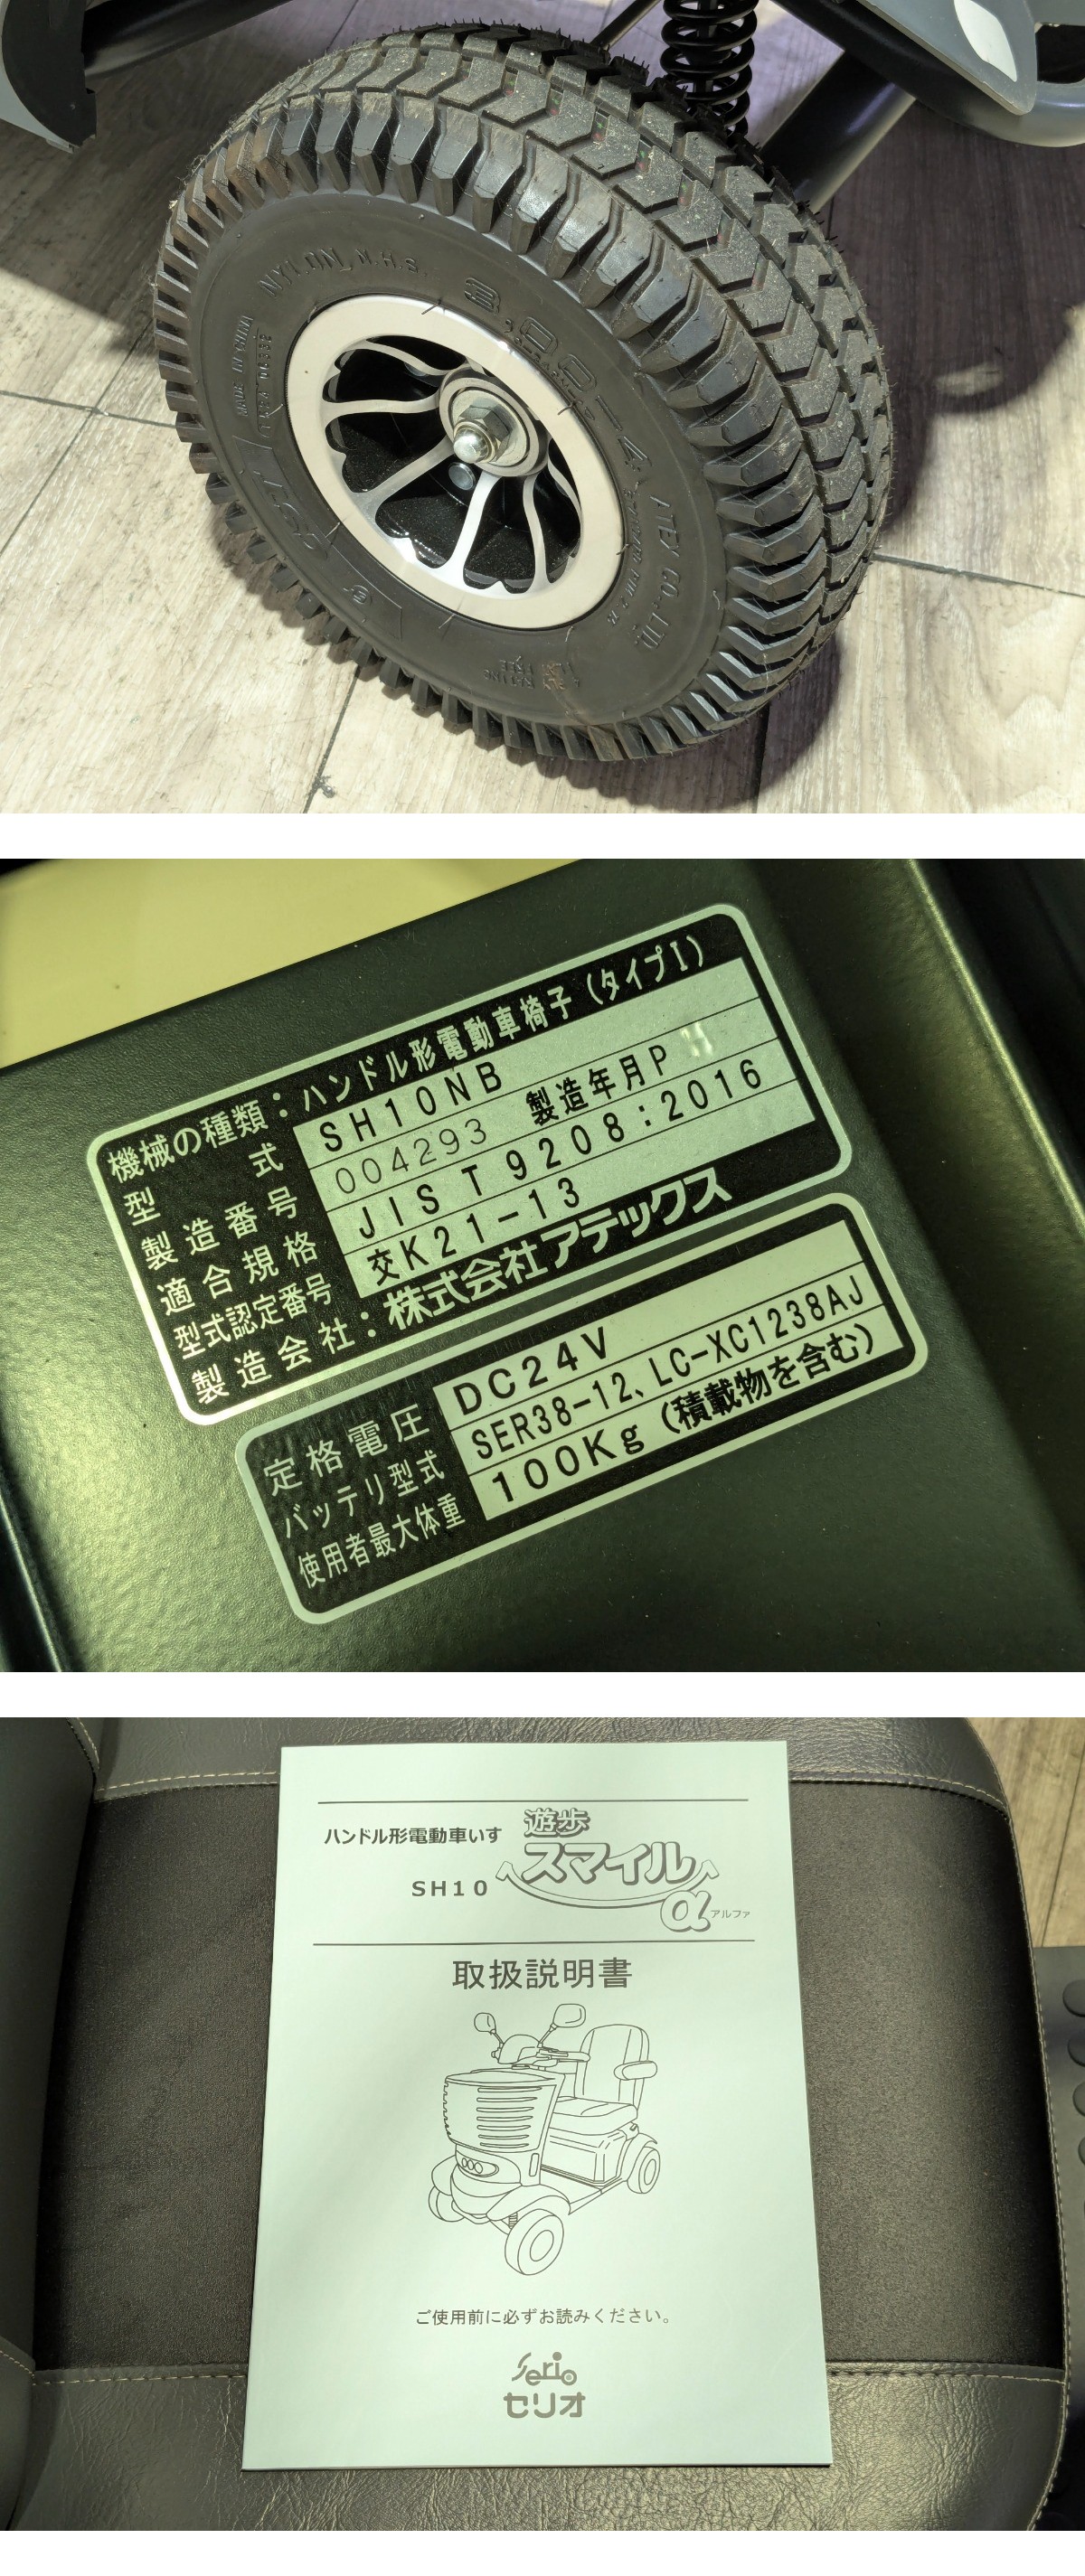 NYLON, N.H.S.
3.00-4
MADE IN CHINA
CO.,LTD.
機械の種類：ハンドル形電動車椅子（タイプI）
型式 SH10NB
製造番号 004293 製造年月P
適合規格 JIS T 9208：2016
型式認定番号 交K21-13
製造会社：株式会社アテックス
定格電圧 DC24V
バッテリ型式 SER38-12、LC-XC1238AJ
使用者最大体重 100Kg（積載物を含む）
遊歩
ハンドル形電動車いす スマイル
SH10 α アルファ
取扱説明書
ご使用前に必ずお読みください。
Serio
セリオ